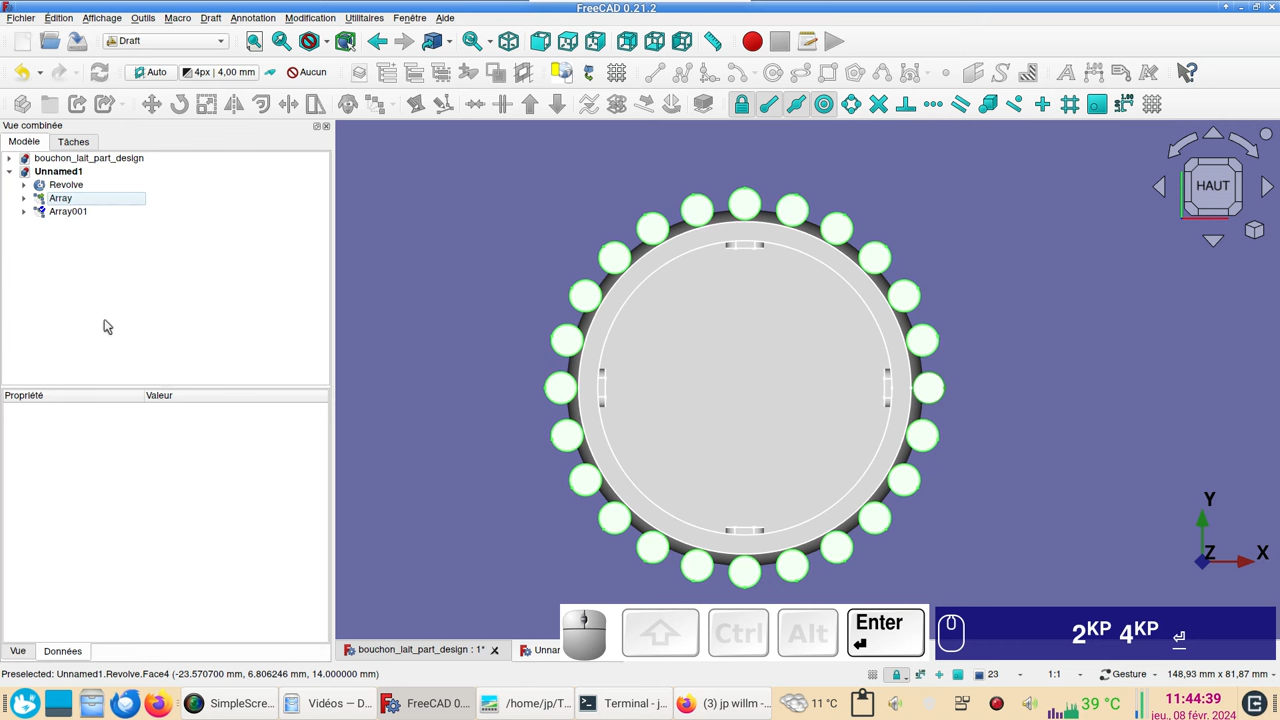 FreeCAD 0.21.2
Fichier Édition Affichage Outils Macro Draft Annotation Modification Utilitaires Fenêtre Aide
Draft
Auto 4px | 4,00 mm Aucun
Vue combinée
Modèle Tâches
bouchon_lait_part_design
Unnamed1
Revolve
Array
Array001
Propriété Valeur
HAUT
Y
Z X
Vue Données
bouchon_lait_part_design : 1*
Unnar
Ctrl Alt Enter
2KP 4KP
Preselected: Unnamed1.Revolve.Face4 (-23.570700 mm, 6.806246 mm, 14.000000 mm)
23 1:1 Gesture 148,93 mm x 81,87 mm
SimpleScre... Vidéos — D... FreeCAD 0... /home/jp/T... Terminal - j... (3) jp willm -... 11 °C 39 °C
11:44:39
jeu., 08 févr. 2024